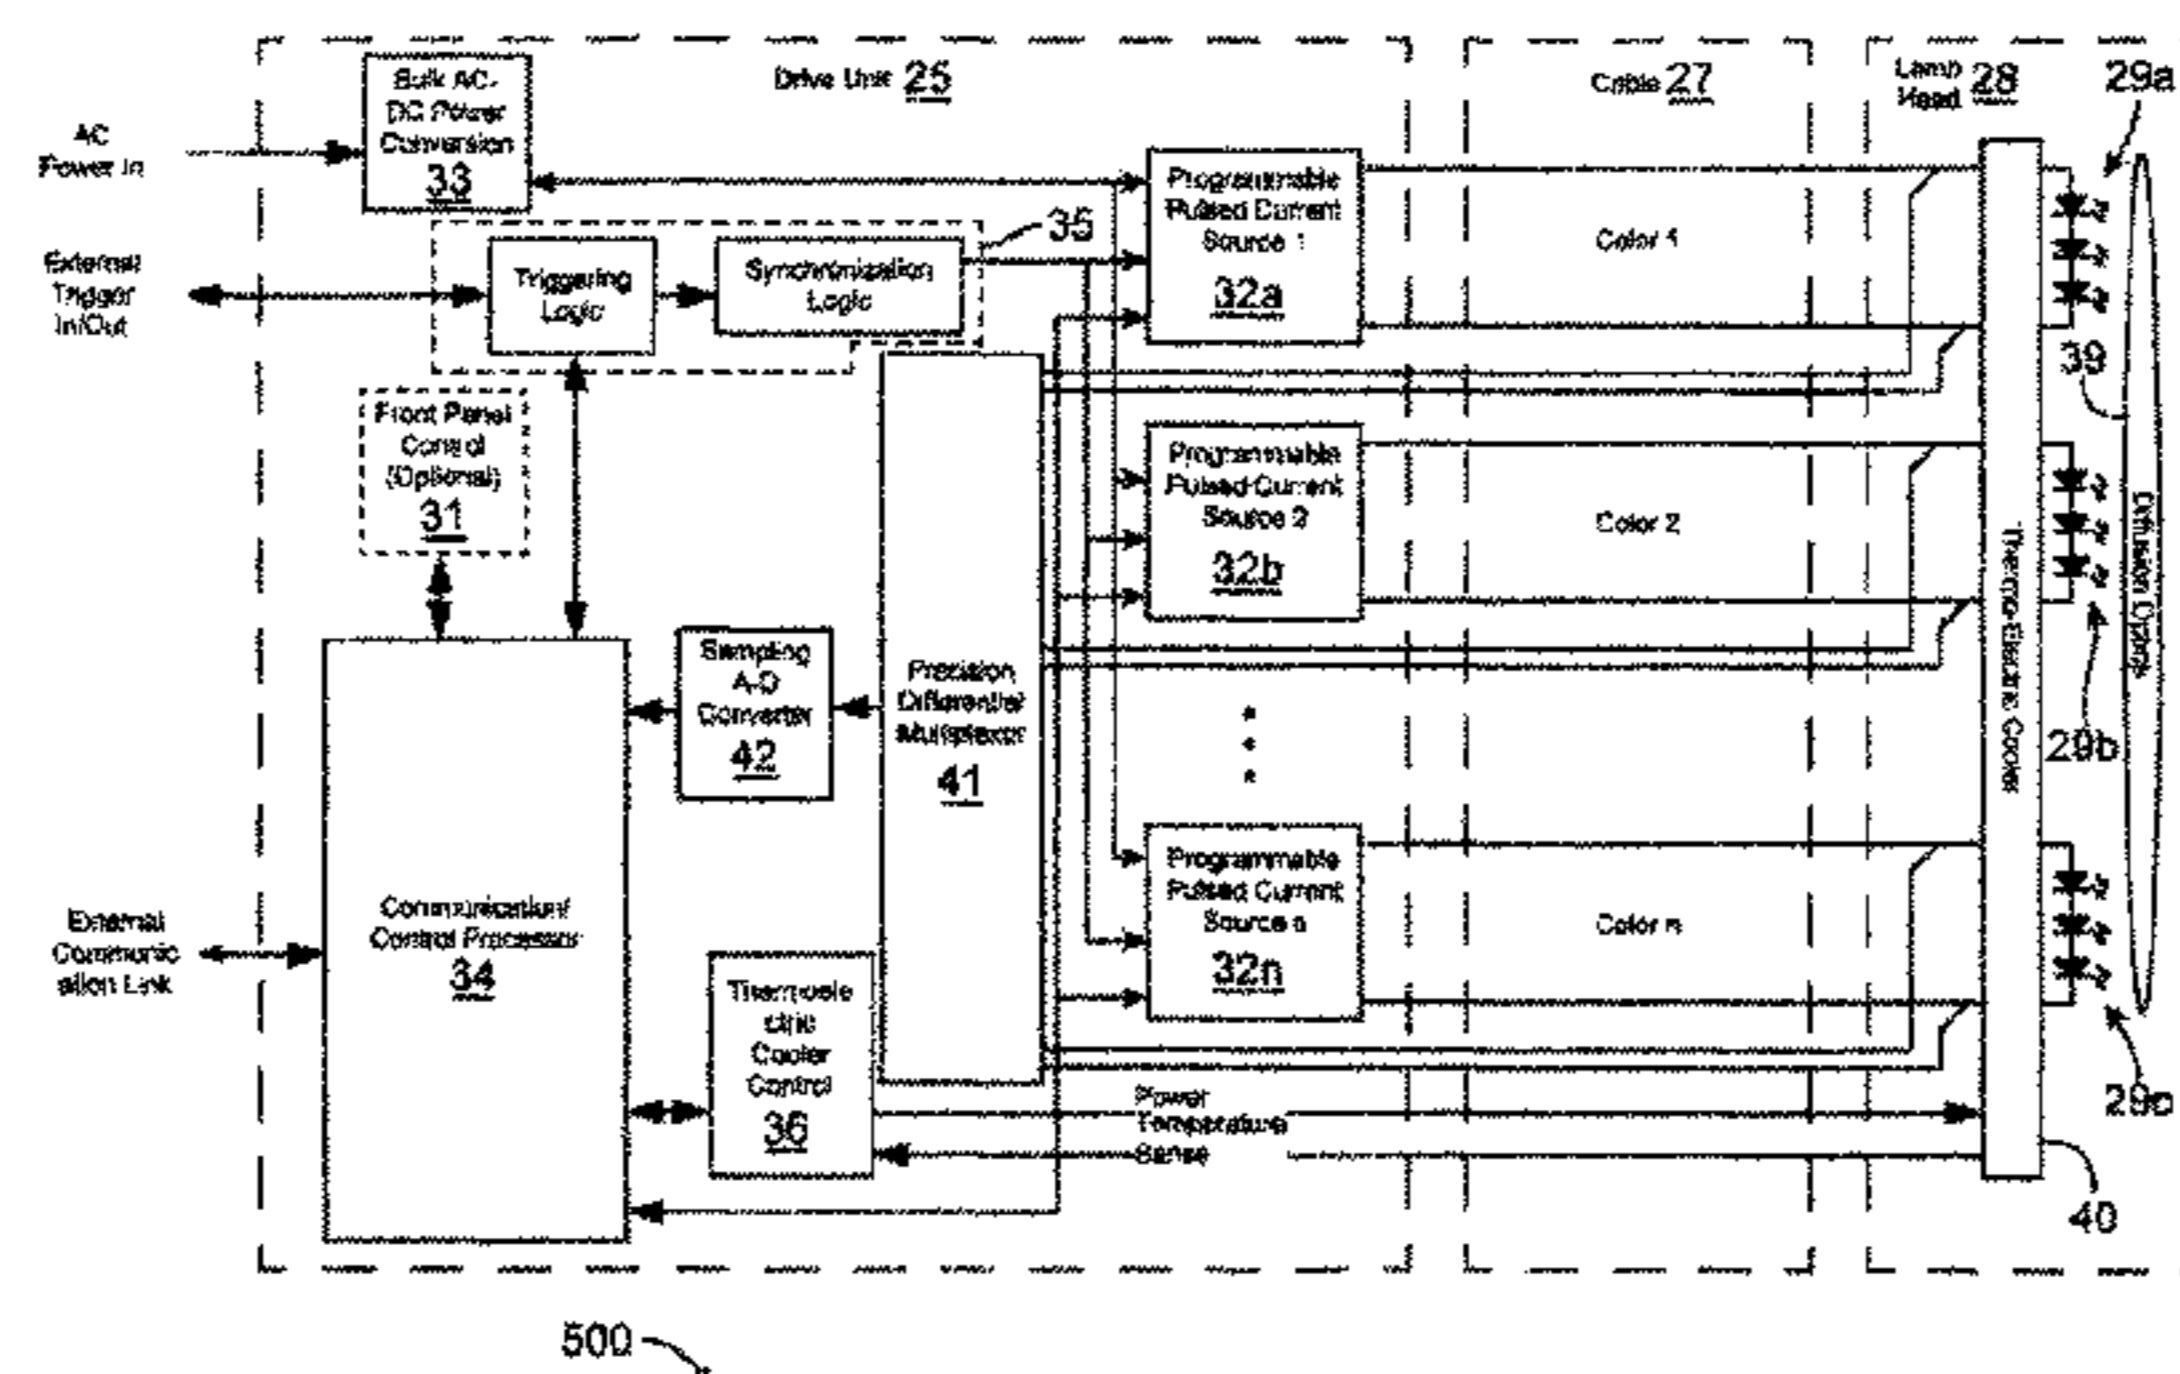 Bulk AC-
DC Power
Conversion
33
Drive Unit 25
Cable 27
Lamp
Head 28
29a
AC
Power In
External
Trigger
In/Out
Triggering
Logic
Synchronization
Logic
35
Programmable
Pulsed Current
Source 1
32a
Color 1
39
Front Panel
Control
(Optional)
31
Programmable
Pulsed Current
Source 2
32b
Color 2
Thermo-Electric Cooler
Diffusion Optics
29b
Sampling
A-D
Converter
42
Precision
Differential
Multiplexor
41
External
Communic
ation Link
Communication/
Control Processor
34
Thermoele
ctric
Cooler
Control
36
Programmable
Pulsed Current
Source n
32n
Color n
29c
Power
Temperature
Sense
40
500